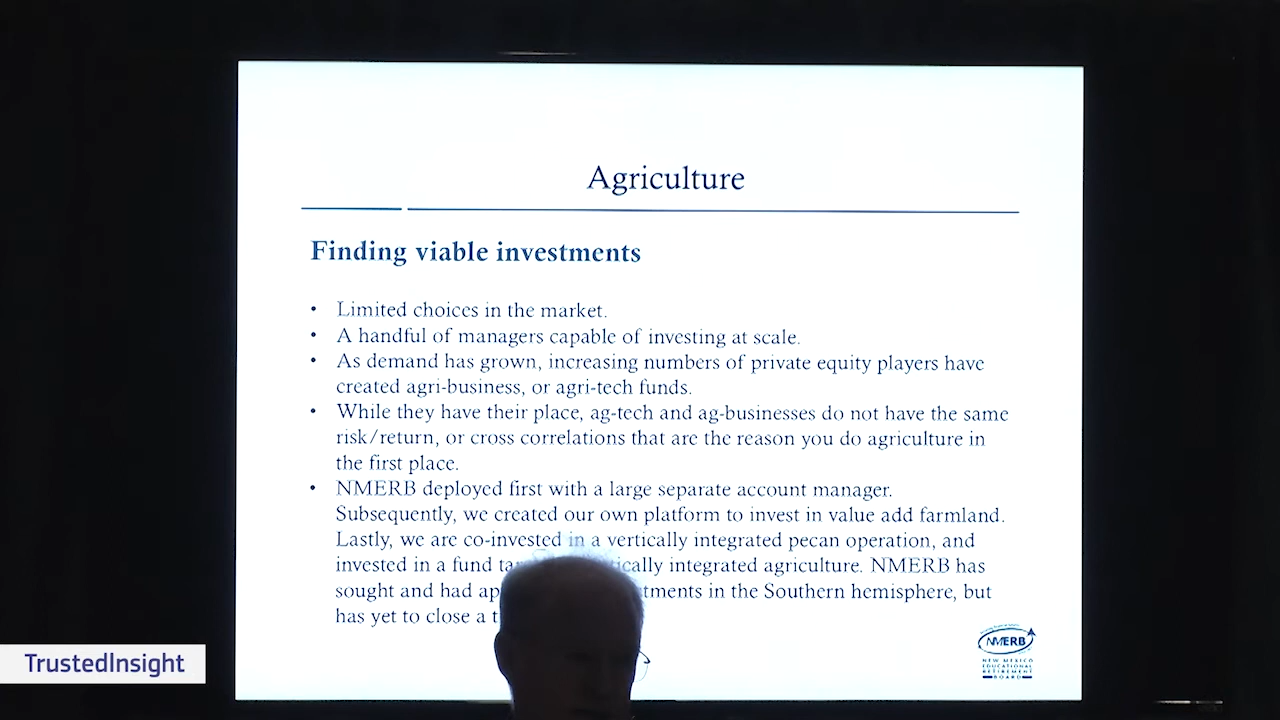 Agriculture
Finding viable investments
• Limited choices in the market.
• A handful of managers capable of investing at scale.
• As demand has grown, increasing numbers of private equity players have
created agri-business, or agri-tech funds.
• While they have their place, ag-tech and ag-businesses do not have the same
risk/return, or cross correlations that are the reason you do agriculture in
the first place.
• NMERB deployed first with a large separate account manager.
Subsequently, we created our own platform to invest in value add farmland.
Lastly, we are co-invested in a vertically integrated pecan operation, and
invested in a fund integrated agriculture. NMERB has
sought and had in the Southern hemisphere, but
has yet to close a
NMERB
NEW MEXICO
EDUCATIONAL
RETIREMENT
BOARD
TrustedInsight